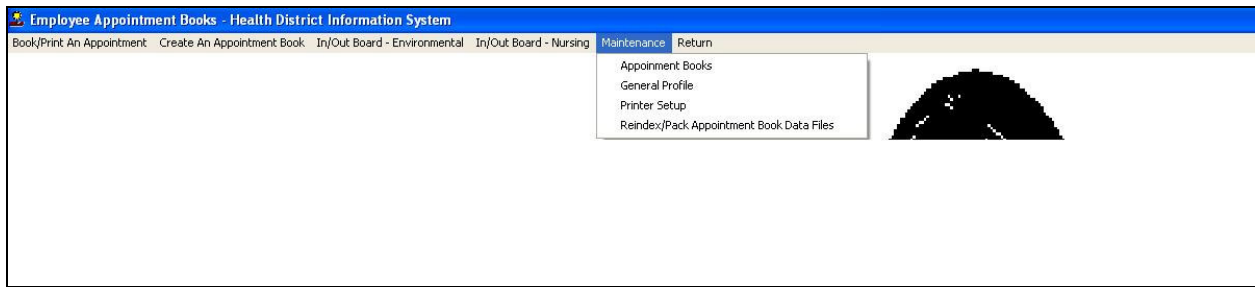 Employee Appointment Books - Health District Information System
Book/Print An Appointment Create An Appointment Book In/Out Board - Environmental In/Out Board - Nursing Maintenance Return
Appoinment Books
General Profile
Printer Setup
Reindex/Pack Appointment Book Data Files